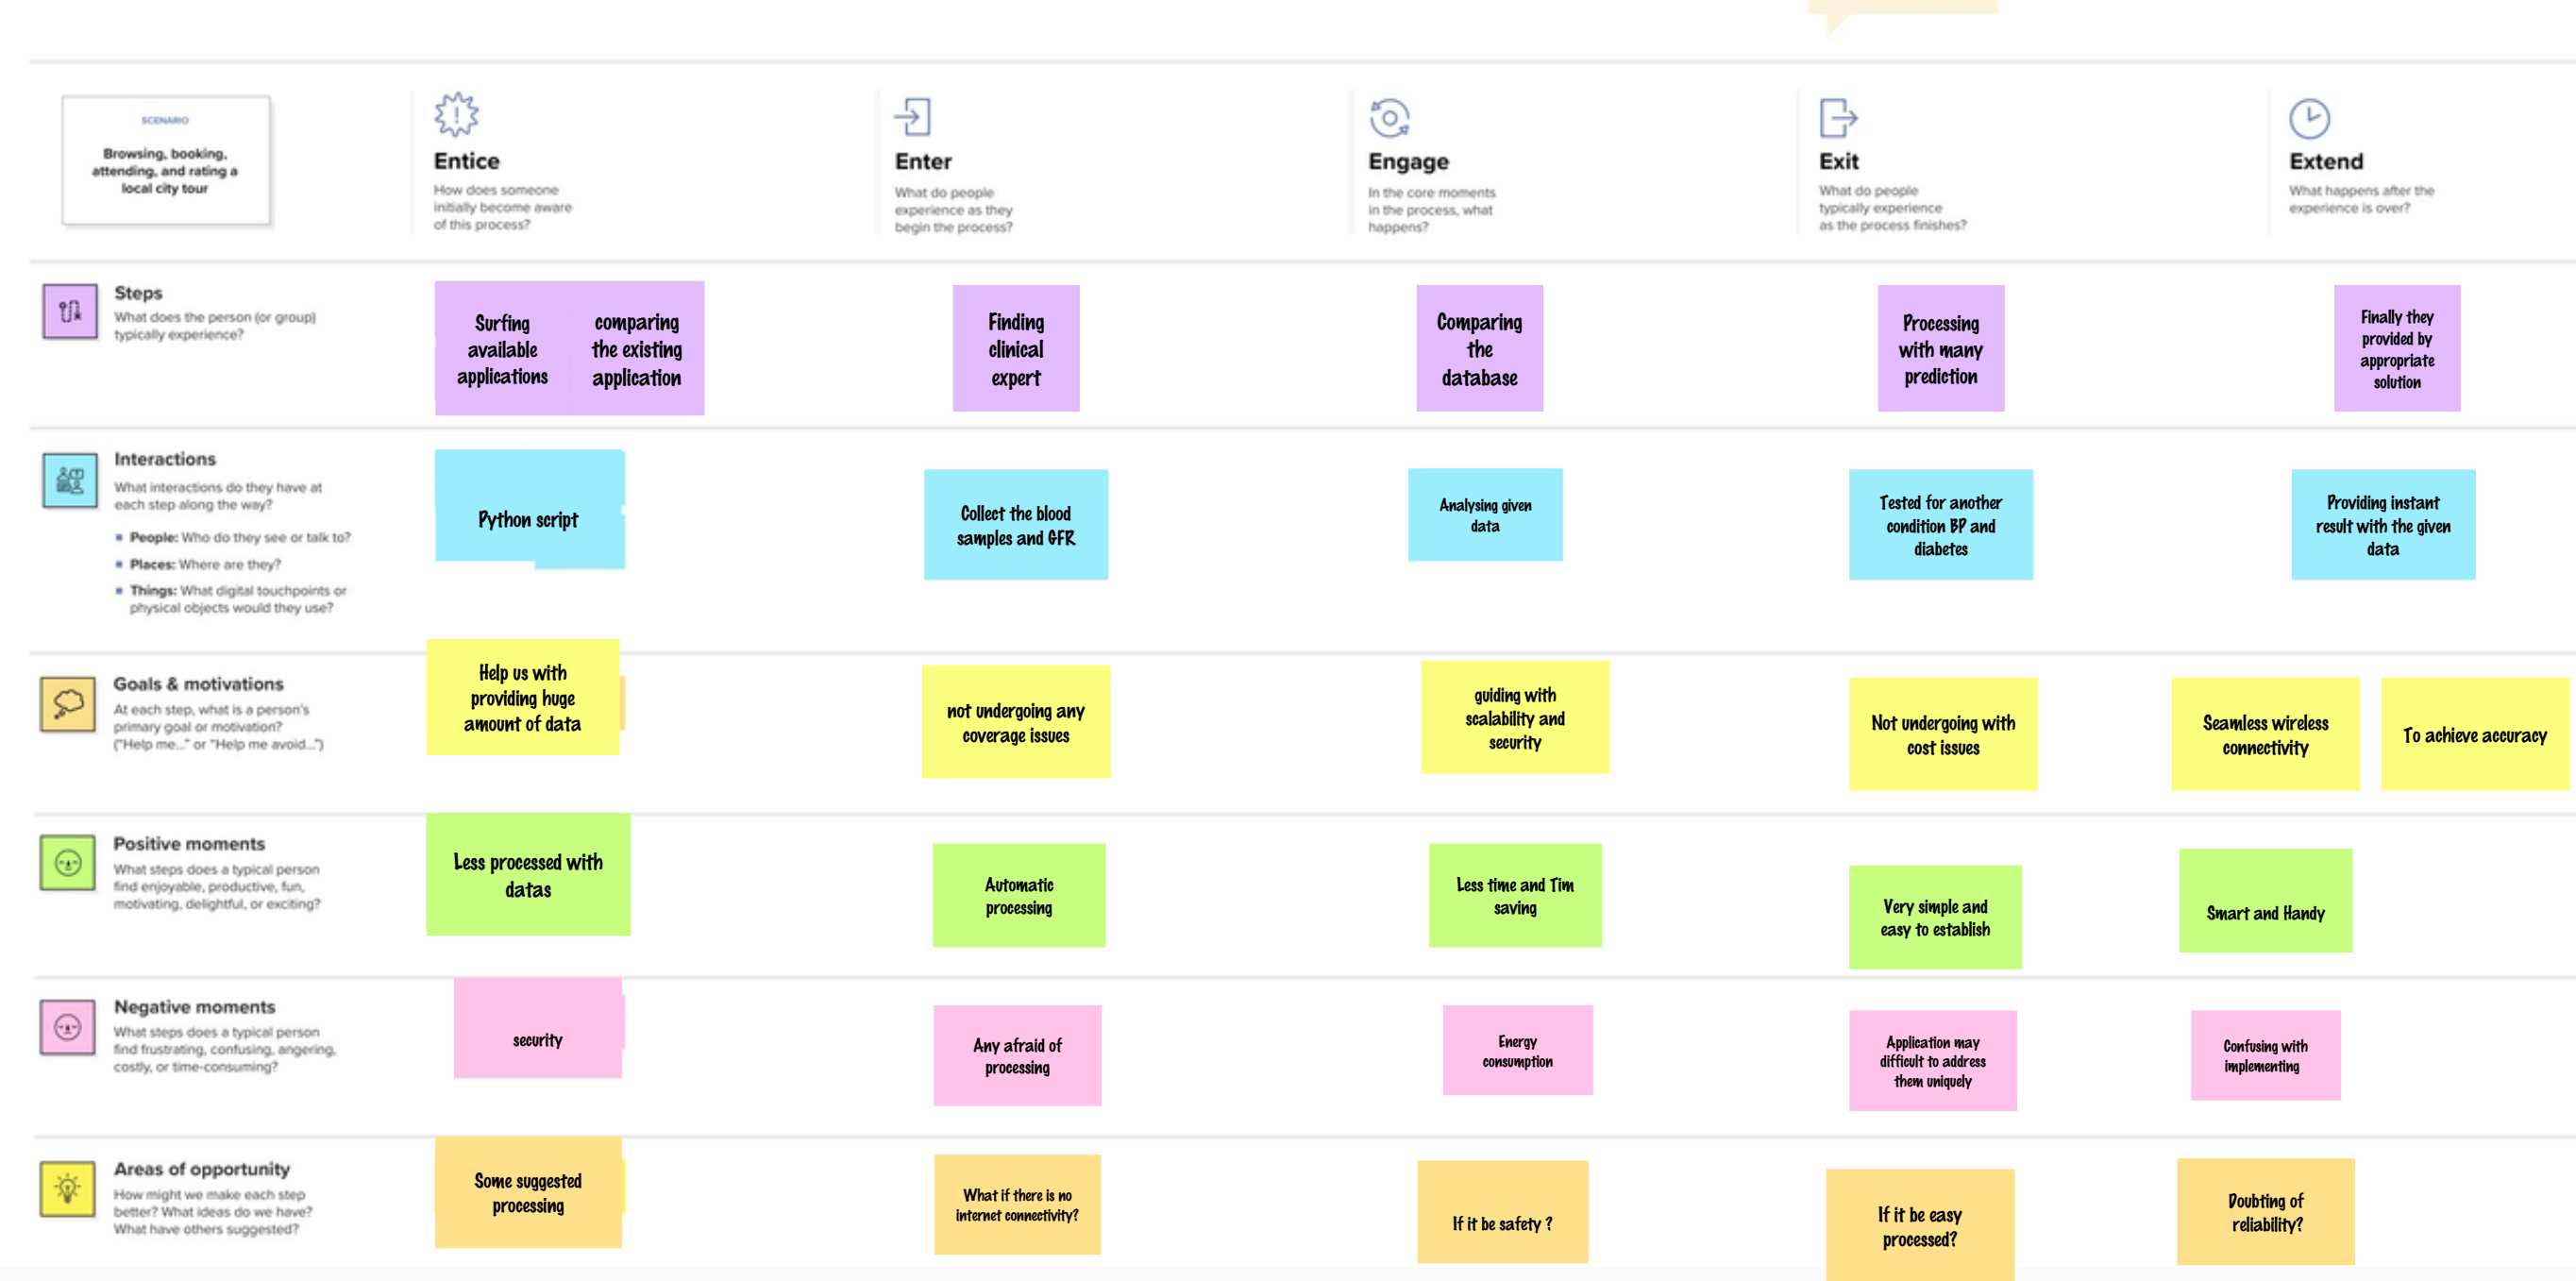 SCENARIO
Browsing, booking,
attending, and rating a
local city tour
Entice
How does someone
initially become aware
of this process?
Enter
What do people
experience as they
begin the process?
Engage
In the core moments
in the process, what
happens?
Exit
What do people
typically experience
as the process finishes?
Extend
What happens after the
experience is over?
Steps
What does the person (or group)
typically experience?
Surfing
available
applications
comparing
the existing
application
Finding
clinical
expert
Comparing
the
database
Processing
with many
prediction
Finally they
provided by
appropriate
solution
Interactions
What interactions do they have at
each step along the way?
People: Who do they see or talk to?
Places: Where are they?
Things: What digital touchpoints or
physical objects would they use?
Python script
Collect the blood
samples and GFR
Analysing given
data
Tested for another
condition BP and
diabetes
Providing instant
result with the given
data
Goals & motivations
At each step, what is a person's
primary goal or motivation?
("Help me..." or "Help me avoid...")
Help us with
providing huge
amount of data
not undergoing any
coverage issues
guiding with
scalability and
security
Not undergoing with
cost issues
Seamless wireless
connectivity
To achieve accuracy
Positive moments
What steps does a typical person
find enjoyable, productive, fun,
motivating, delightful, or exciting?
Less processed with
datas
Automatic
processing
Less time and Tim
saving
Very simple and
easy to establish
Smart and Handy
Negative moments
What steps does a typical person
find frustrating, confusing, angering,
costly, or time-consuming?
security
Any afraid of
processing
Energy
consumption
Application may
difficult to address
them uniquely
Confusing with
implementing
Areas of opportunity
How might we make each step
better? What ideas do we have?
What have others suggested?
Some suggested
processing
What if there is no
internet connectivity?
If it be safety ?
If it be easy
processed?
Doubting of
reliability?